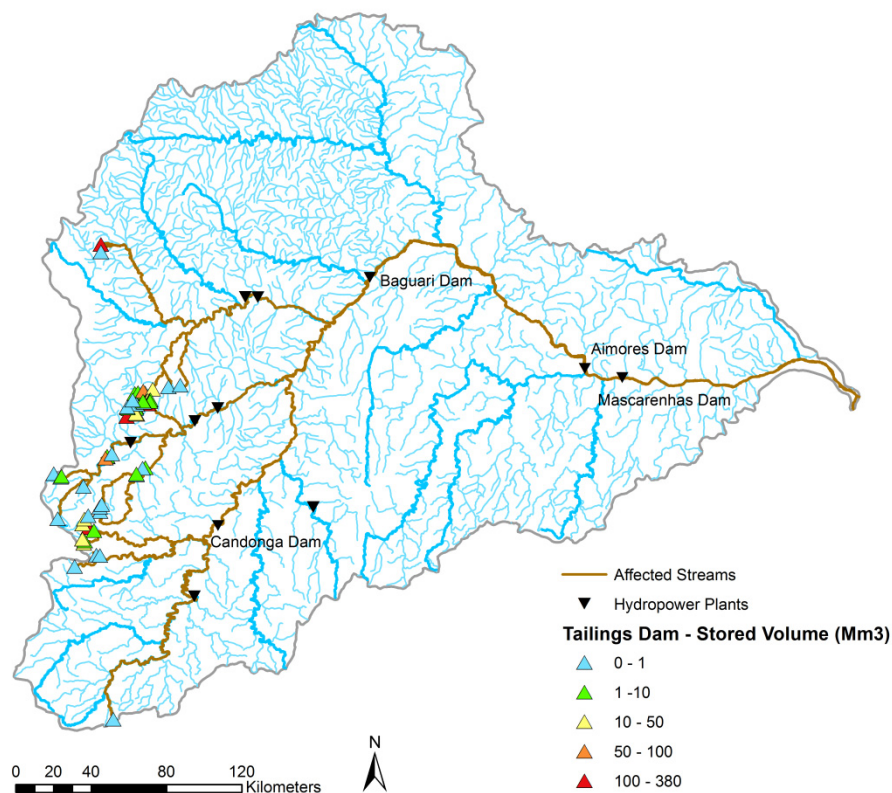 Baguari Dam
Aimores Dam
Mascarenhas Dam
Candonga Dam
Affected Streams
Hydropower Plants
Tailings Dam - Stored Volume (Mm3)
0 - 1
1 -10
10 - 50
50 - 100
100 - 380
N
0 20 40 80 120
Kilometers